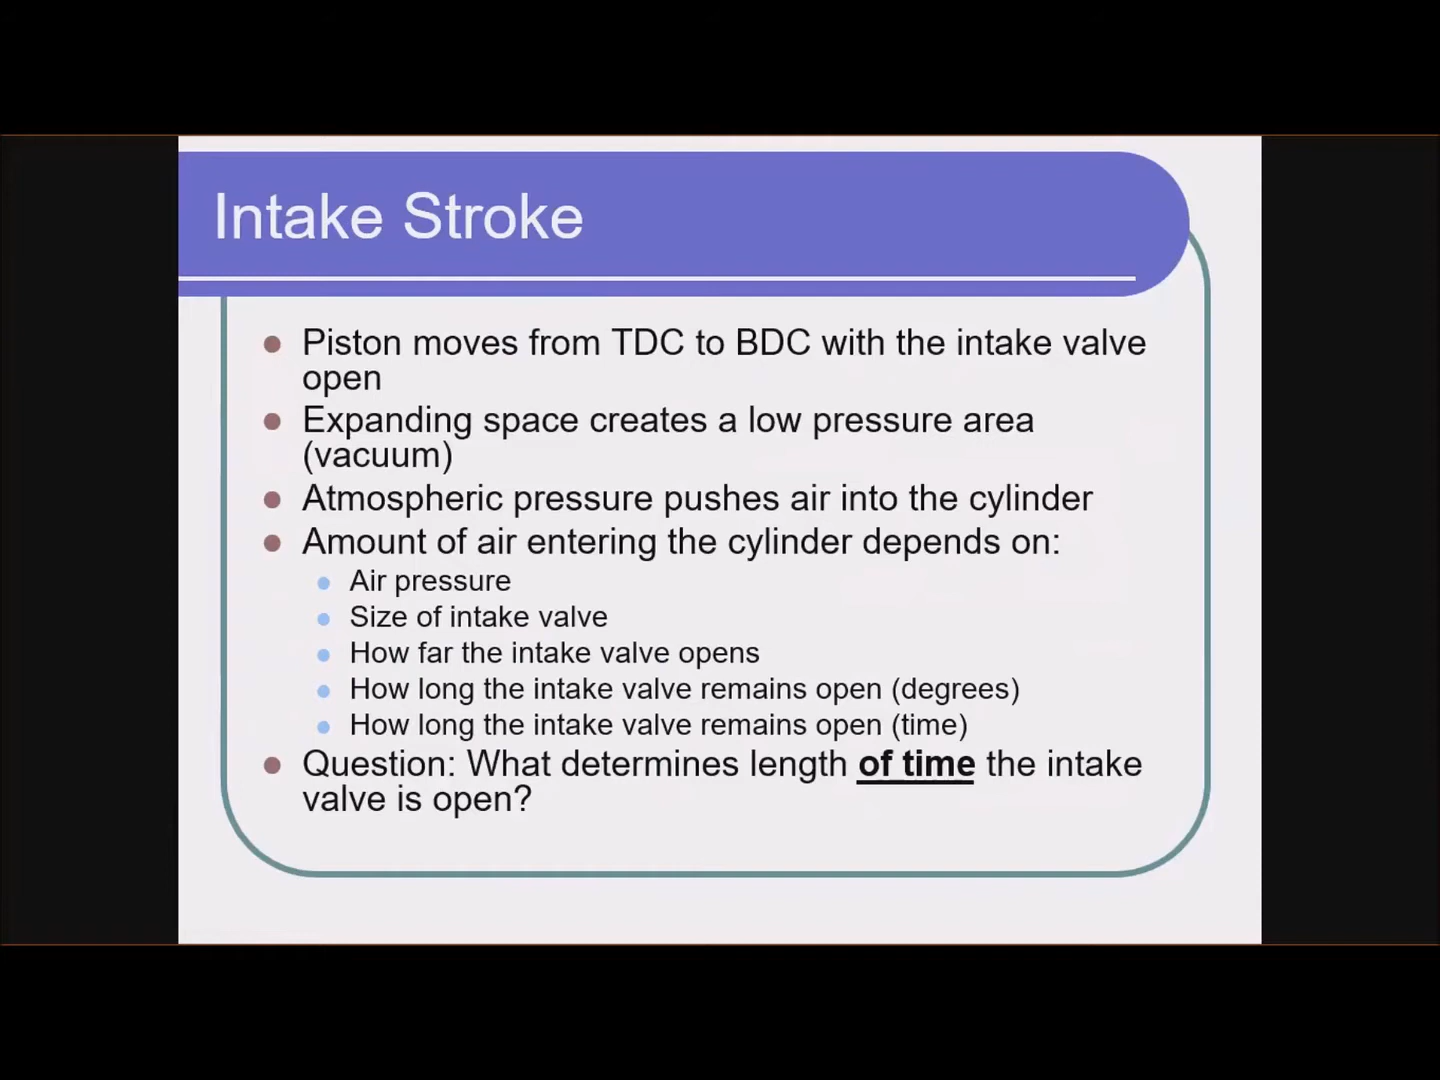 Intake Stroke
Piston moves from TDC to BDC with the intake valve
open
Expanding space creates a low pressure area
(vacuum)
Atmospheric pressure pushes air into the cylinder
Amount of air entering the cylinder depends on:
Air pressure
Size of intake valve
How far the intake valve opens
How long the intake valve remains open (degrees)
How long the intake valve remains open (time)
Question: What determines length of time the intake
valve is open?